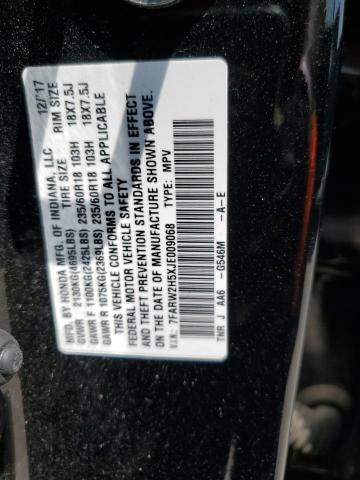 MFD. BY HONDA MFG. OF INDIANA, LLC 12/'17
TIRE SIZE RIM SIZE
GVWR 2130KG(4695LBS)
GAWR F 1100KG(2425LBS) 235/60R18 103H 18X7.5J
GAWR R 1075KG(2369LBS) 235/60R18 103H 18X7.5J
THIS VEHICLE CONFORMS TO ALL APPLICABLE
FEDERAL MOTOR VEHICLE SAFETY
AND THEFT PREVENTION STANDARDS IN EFFECT
ON THE DATE OF MANUFACTURE SHOWN ABOVE.
V.I.N.: 7FARW2H5XJE009068 TYPE: MPV
TNR J AA6 -G546M -A-E